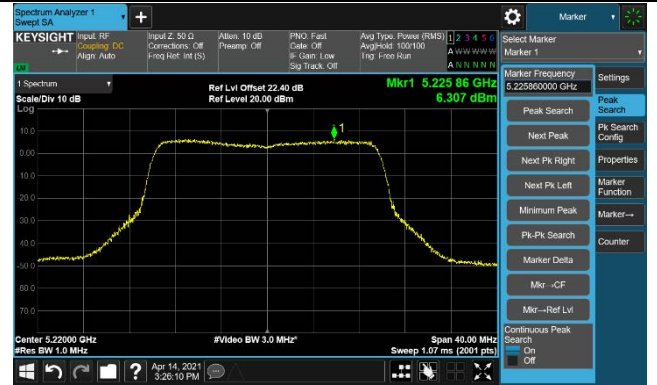 Spectrum Analyzer 1
Swept SA
KEYSIGHT
Input: RF
Coupling: DC
Align: Auto
Input Z: 50 Ω
Corrections: Off
Freq Ref: Int (S)
Atten: 10 dB
Preamp: Off
PNO: Fast
Gate: Off
IF Gain: Low
Sig Track: Off
Avg Type: Power (RMS)
Avg|Hold: 100/100
Trig: Free Run
1 2 3 4 5 6
A W W W W W
A N N N N N
LXI
1 Spectrum
Scale/Div 10 dB
Log
Ref Lvl Offset 22.40 dB
Ref Level 20.00 dBm
Mkr1 5.225 86 GHz
6.307 dBm
1
10.0
0.00
-10.0
-20.0
-30.0
-40.0
-50.0
-60.0
-70.0
Center 5.22000 GHz
#Res BW 1.0 MHz
#Video BW 3.0 MHz*
Span 40.00 MHz
Sweep 1.07 ms (2001 pts)
Apr 14, 2021
3:26:10 PM
Marker
Select Marker
Marker 1
Marker Frequency
5.225860000 GHz
Peak Search
Next Peak
Next Pk Right
Next Pk Left
Minimum Peak
Pk-Pk Search
Marker Delta
Mkr→CF
Mkr→Ref Lvl
Continuous Peak
Search
On
Off
Settings
Peak
Search
Pk Search
Config
Properties
Marker
Function
Marker→
Counter